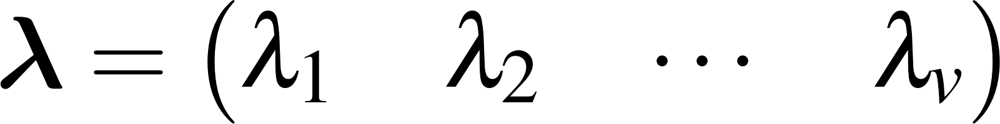 λ = (λ₁ λ₂ ⋯ λᵥ)